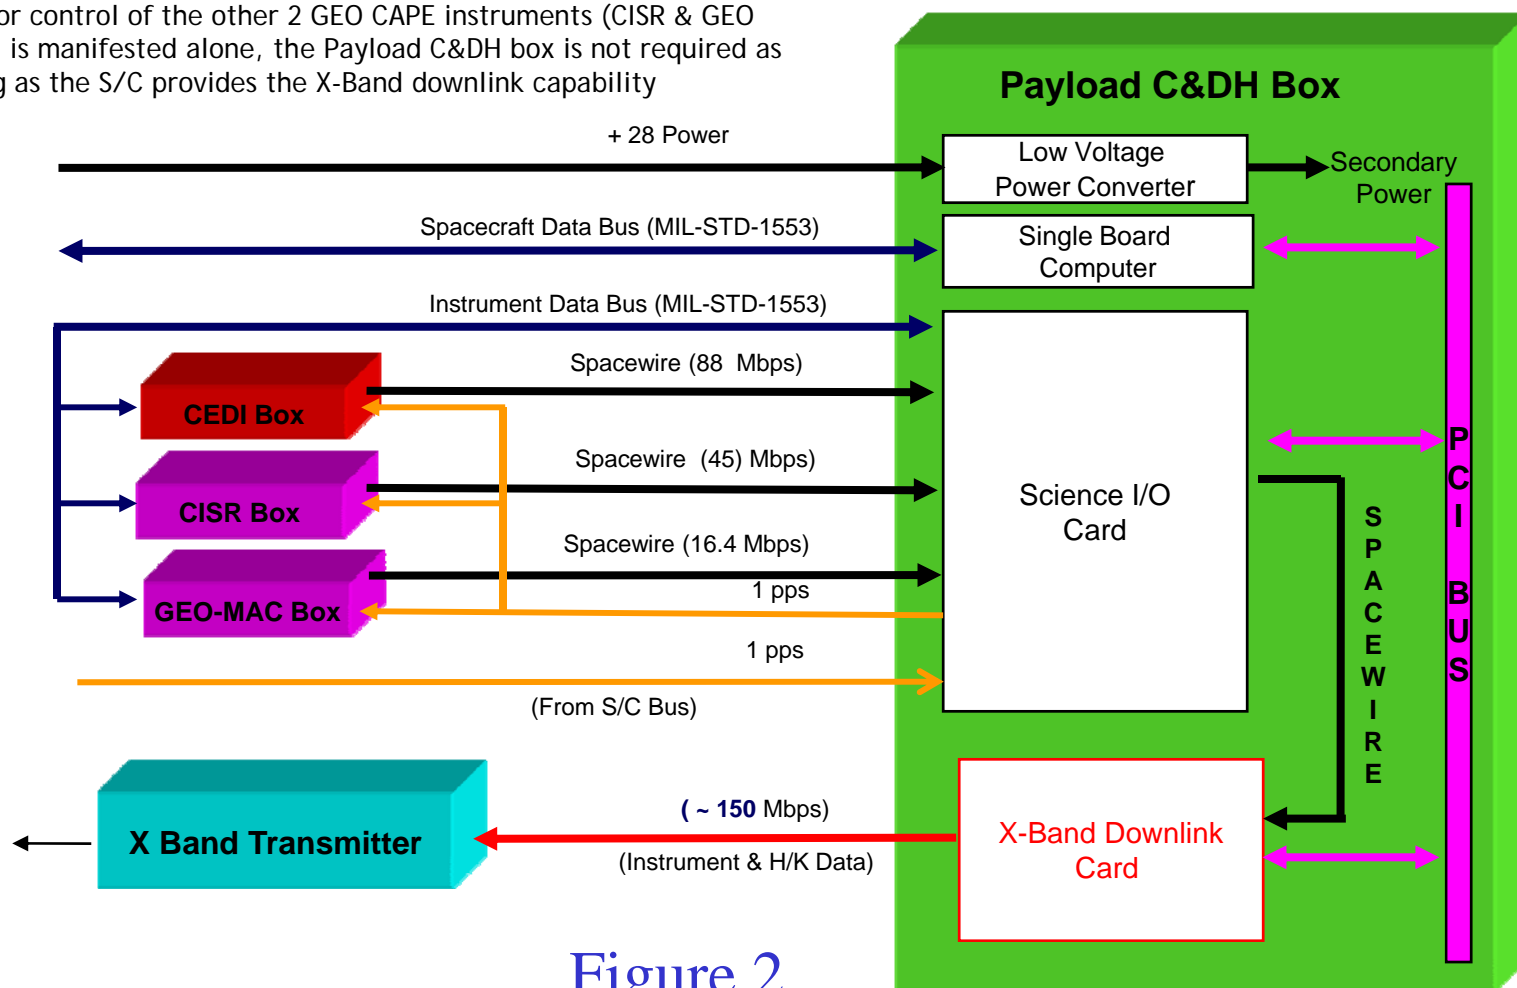 or control of the other 2 GEO CAPE instruments (CISR & GEO
is manifested alone, the Payload C&DH box is not required as
as the S/C provides the X-Band downlink capability
Payload C&DH Box
+ 28 Power
Low Voltage
Power Converter
Secondary
Power
Spacecraft Data Bus (MIL-STD-1553)
Single Board
Computer
Instrument Data Bus (MIL-STD-1553)
Spacewire (88 Mbps)
CEDI Box
Spacewire (45) Mbps)
CISR Box
Science I/O
Card
Spacewire (16.4 Mbps)
1 pps
GEO-MAC Box
1 pps
(From S/C Bus)
SPACEWIRE
PCI BUS
X Band Transmitter
( ~ 150 Mbps)
(Instrument & H/K Data)
X-Band Downlink
Card
Figure 2